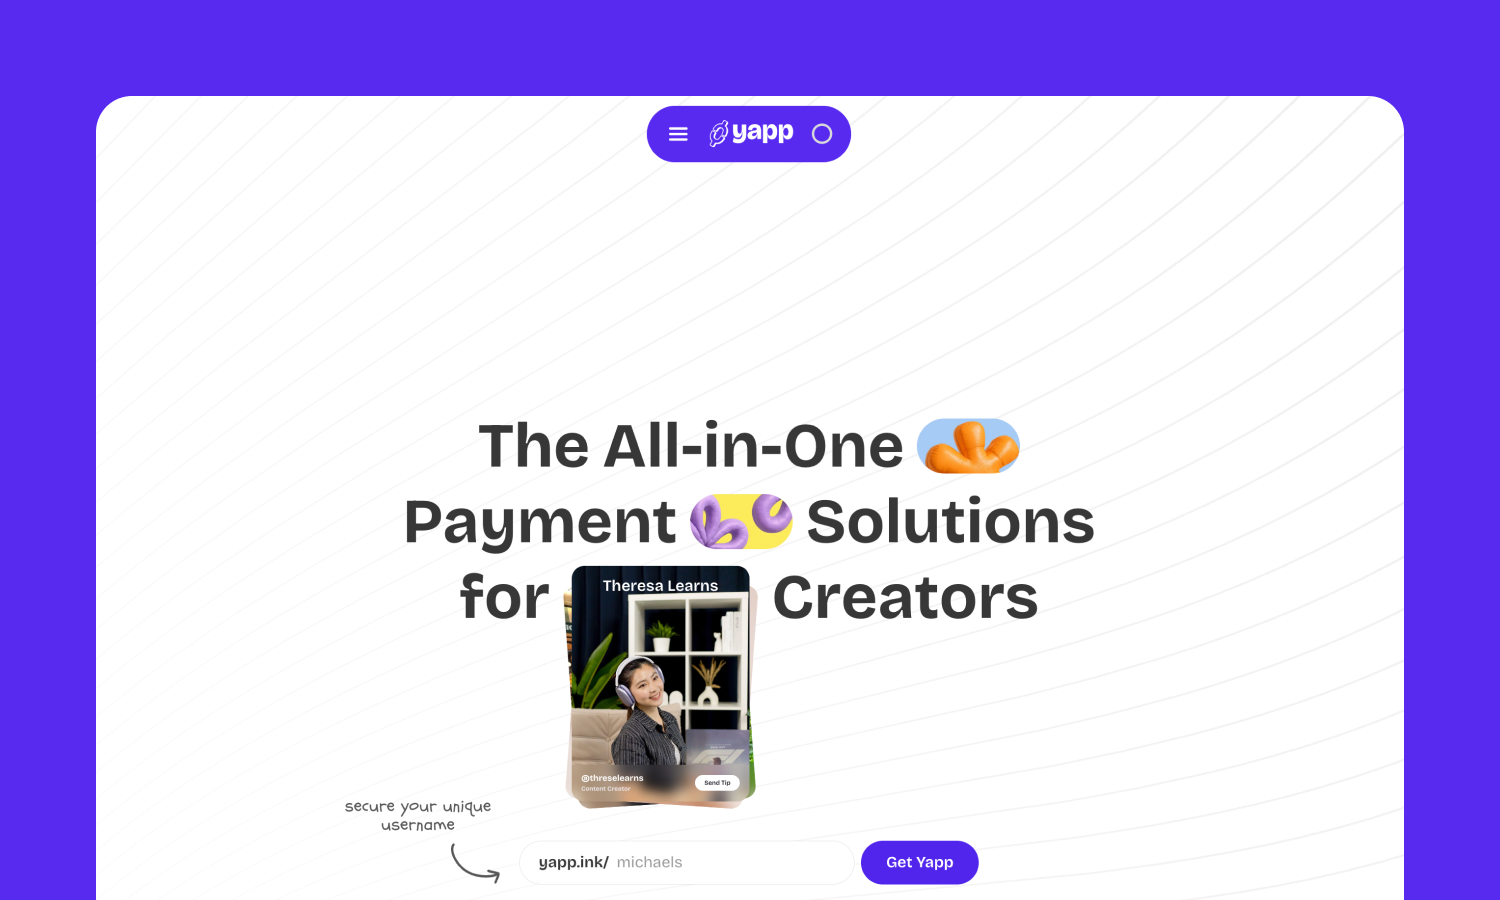 yapp
The All-in-One
Payment Solutions
for Creators
Theresa Learns
@threselearns
Content Creator
Send Tip
secure your unique
username
yapp.ink/ michaels
Get Yapp